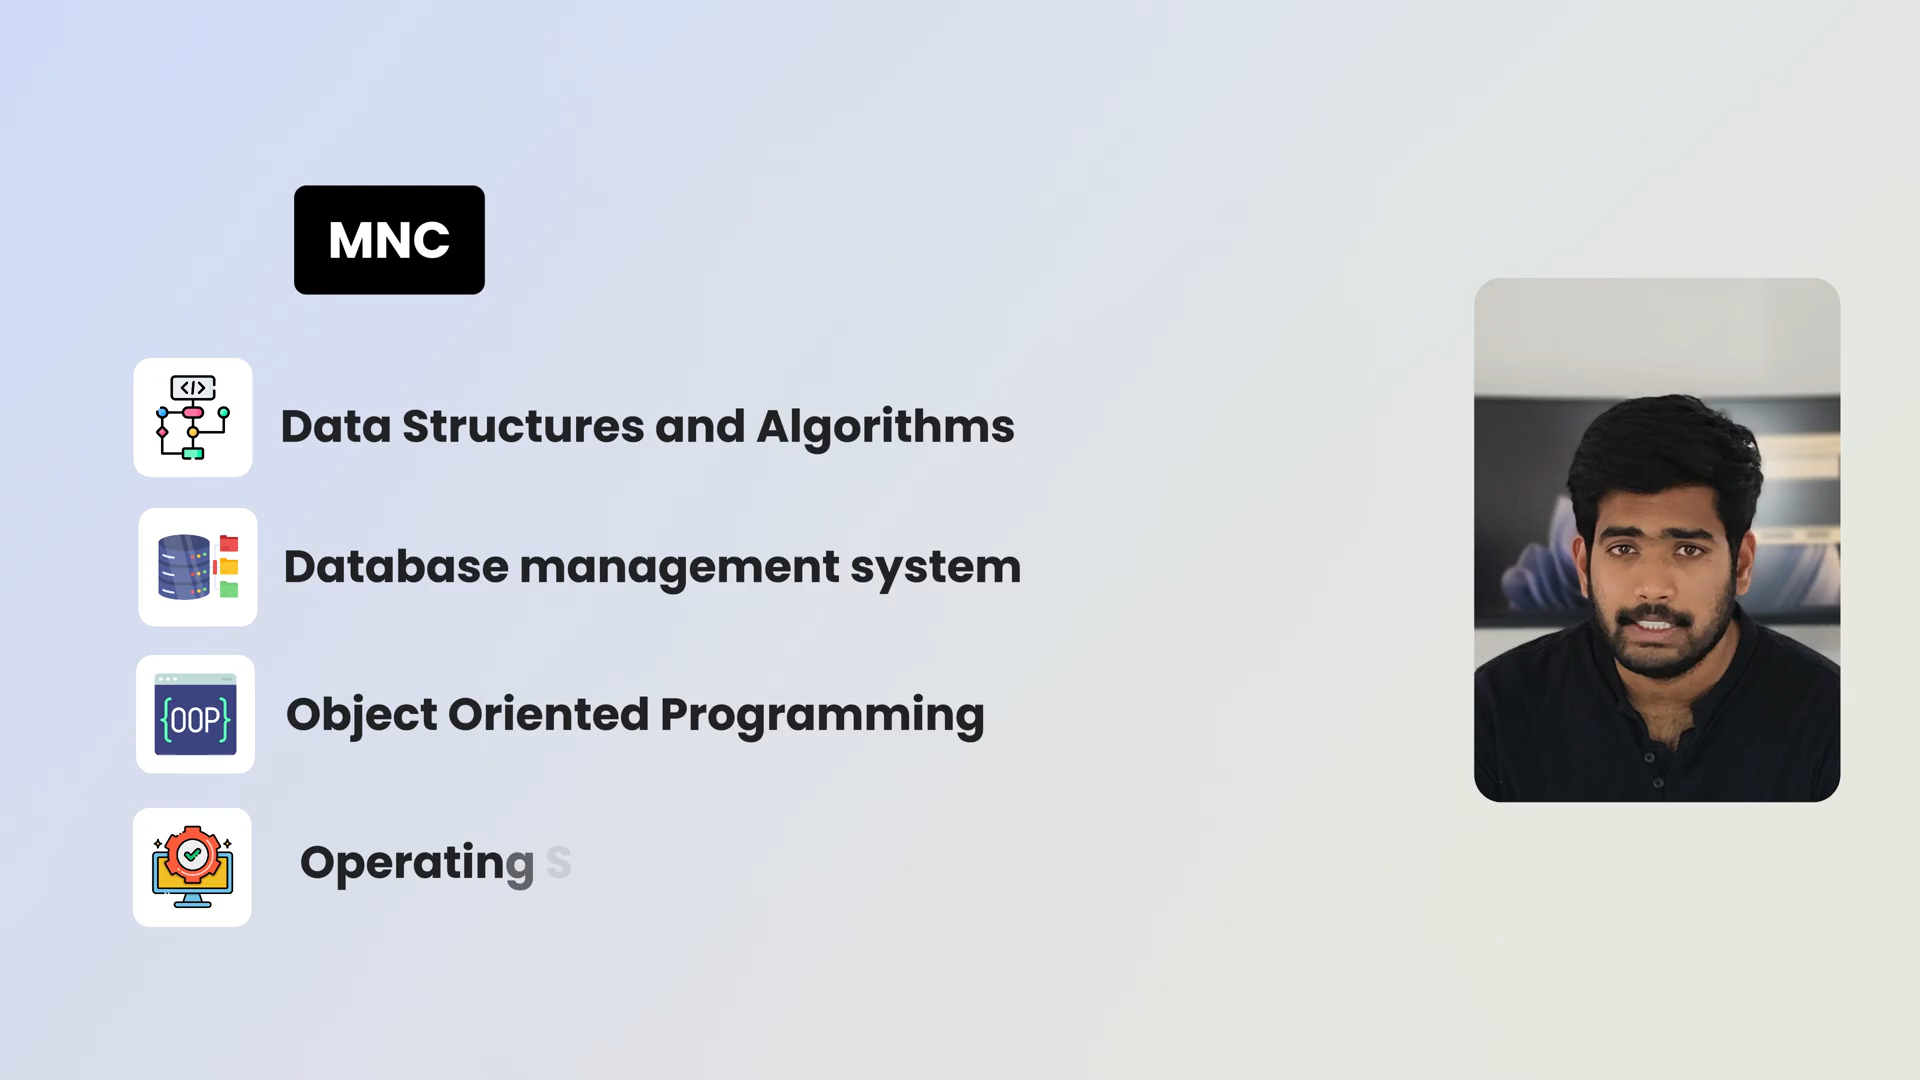 MNC
</>
Data Structures and Algorithms
Database management system
{OOP}
Object Oriented Programming
Operating S